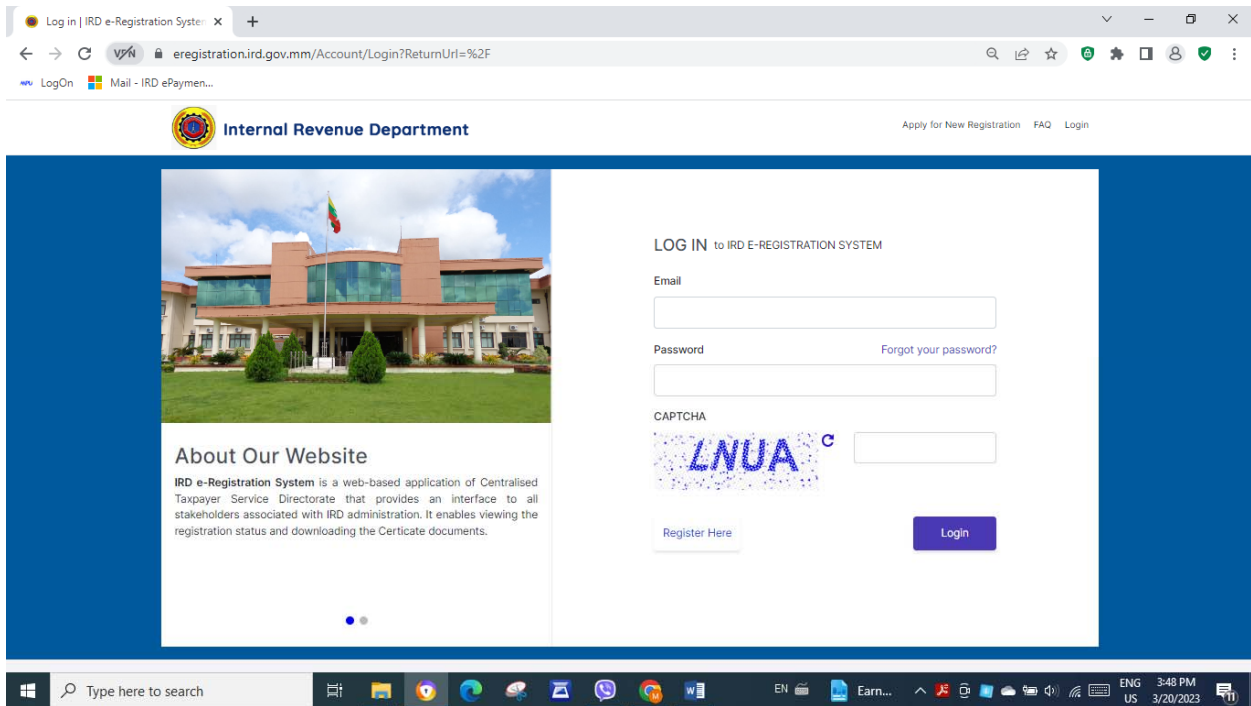 Log in | IRD e-Registration System
VPN
eregistration.ird.gov.mm/Account/Login?ReturnUrl=%2F
MPU LogOn Mail - IRD ePaymen...
Internal Revenue Department
Apply for New Registration FAQ Login
LOG IN to IRD E-REGISTRATION SYSTEM
Email
Password Forgot your password?
CAPTCHA
LNUA
Register Here Login
About Our Website
IRD e-Registration System is a web-based application of Centralised
Taxpayer Service Directorate that provides an interface to all
stakeholders associated with IRD administration. It enables viewing the
registration status and downloading the Certicate documents.
Type here to search
EN
Earn...
ENG
US
3:48 PM
3/20/2023
11